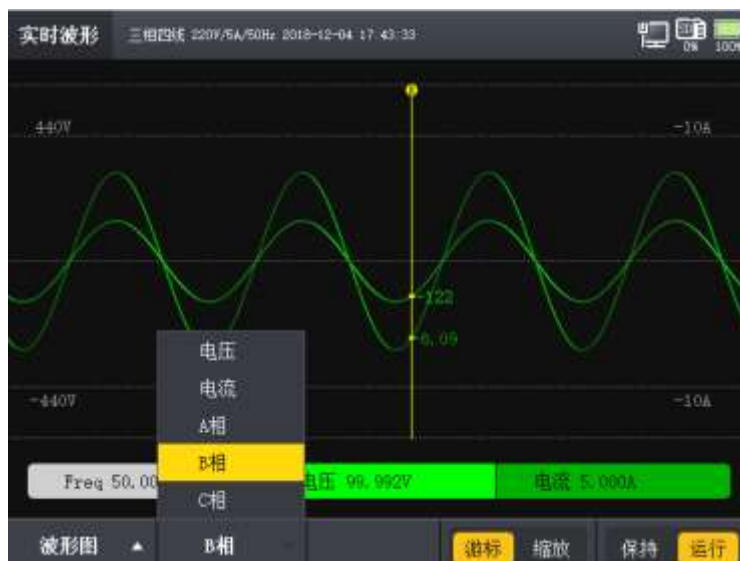 实时波形 三相四线 220V/5A/50Hz 2018-12-04 17 43:33
0% 100%
440V -10A
-122
-6.09
-440V -10A
电压
电流
A相
B相
C相
Freq 50.00 电压 99.992V 电流 5.000A
波形图 B相 游标 缩放 保持 运行